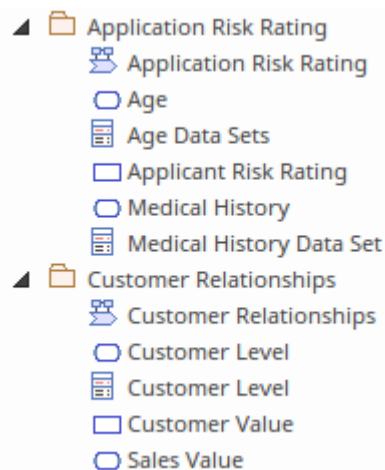 Application Risk Rating
Application Risk Rating
Age
Age Data Sets
Applicant Risk Rating
Medical History
Medical History Data Set
Customer Relationships
Customer Relationships
Customer Level
Customer Level
Customer Value
Sales Value